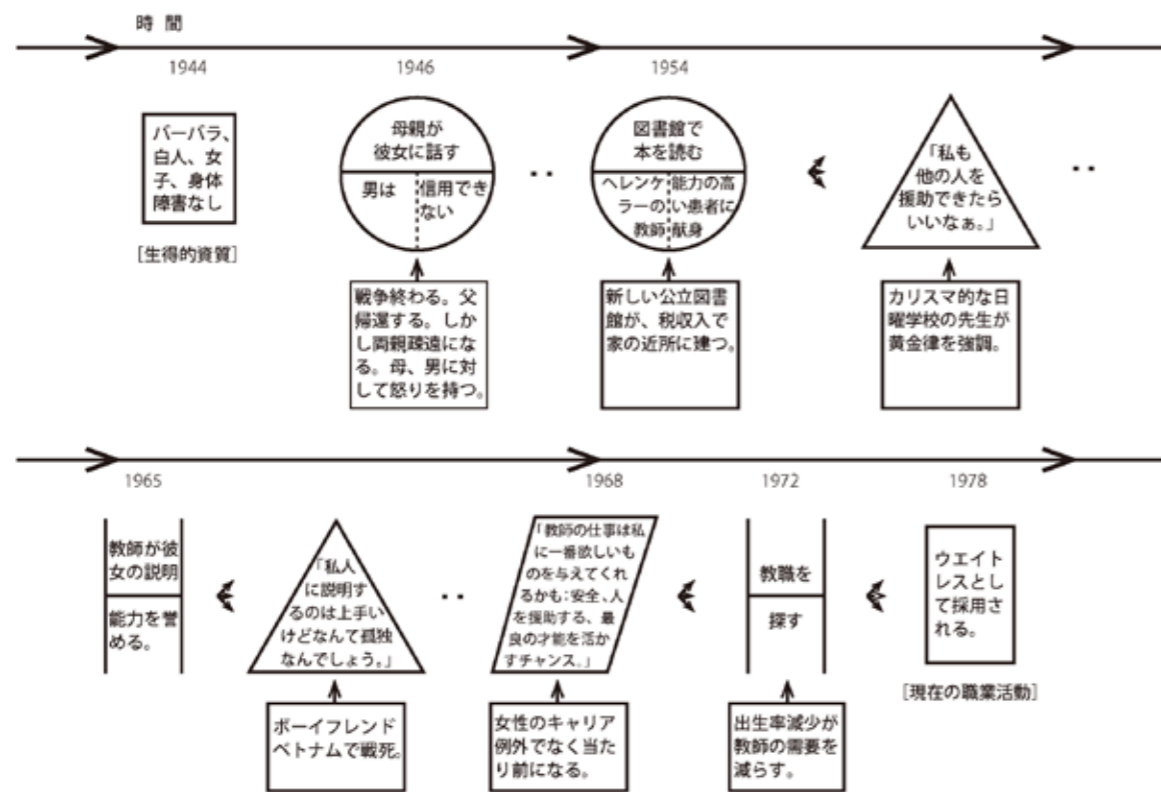 時 間
1944
1946
1954
バーバラ、
白人、女
子、身体
障害なし
[生得的資質]
母親が
彼女に話す
男は
信用でき
ない
図書館で
本を読む
ヘレンケ
ラーの
教師
能力の高
い患者に
献身
「私も
他の人を
援助できたら
いいなぁ。」
戦争終わる。父
帰還する。しか
し両親疎遠にな
る。母、男に対
して怒りを持つ。
新しい公立図書
館が、税収入で
家の近所に建つ。
カリスマ的な日
曜学校の先生が
黄金律を強調。
1965
1968
1972
1978
教師が彼
女の説明
能力を誉
める。
「私人
に説明す
るのは上手い
けどなんて孤独
なんでしょう。」
「教師の仕事は私
に一番欲しいも
のを与えてくれ
るかも：安全、人
を援助する、最
良の才能を活か
すチャンス。」
教職を
探す
ウエイト
レスとし
て採用さ
れる。
[現在の職業活動]
ボーイフレンド
ベトナムで戦死。
女性のキャリア
例外でなく当た
り前になる。
出生率減少が
教師の需要を
減らす。